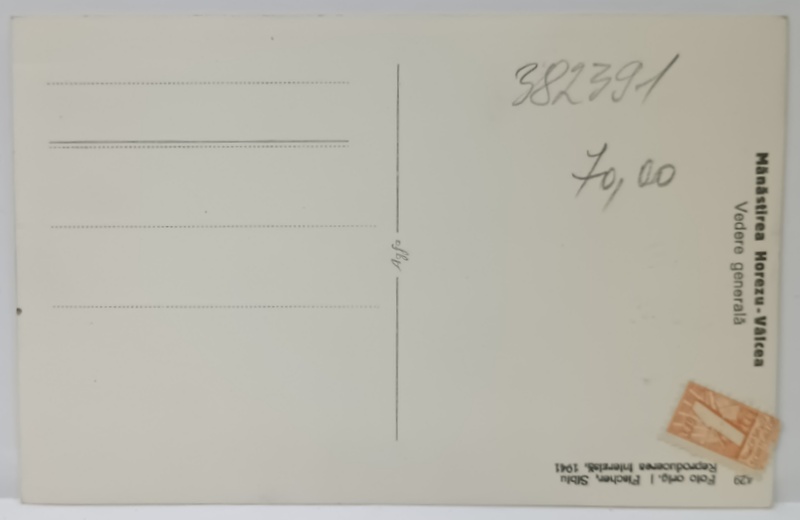 382391
70,00
Mănăstirea Horezu - Vâlcea
Vedere generală
429 Foto orig. I Fischer, Sibiu
Reproducerea interzisă, 1941